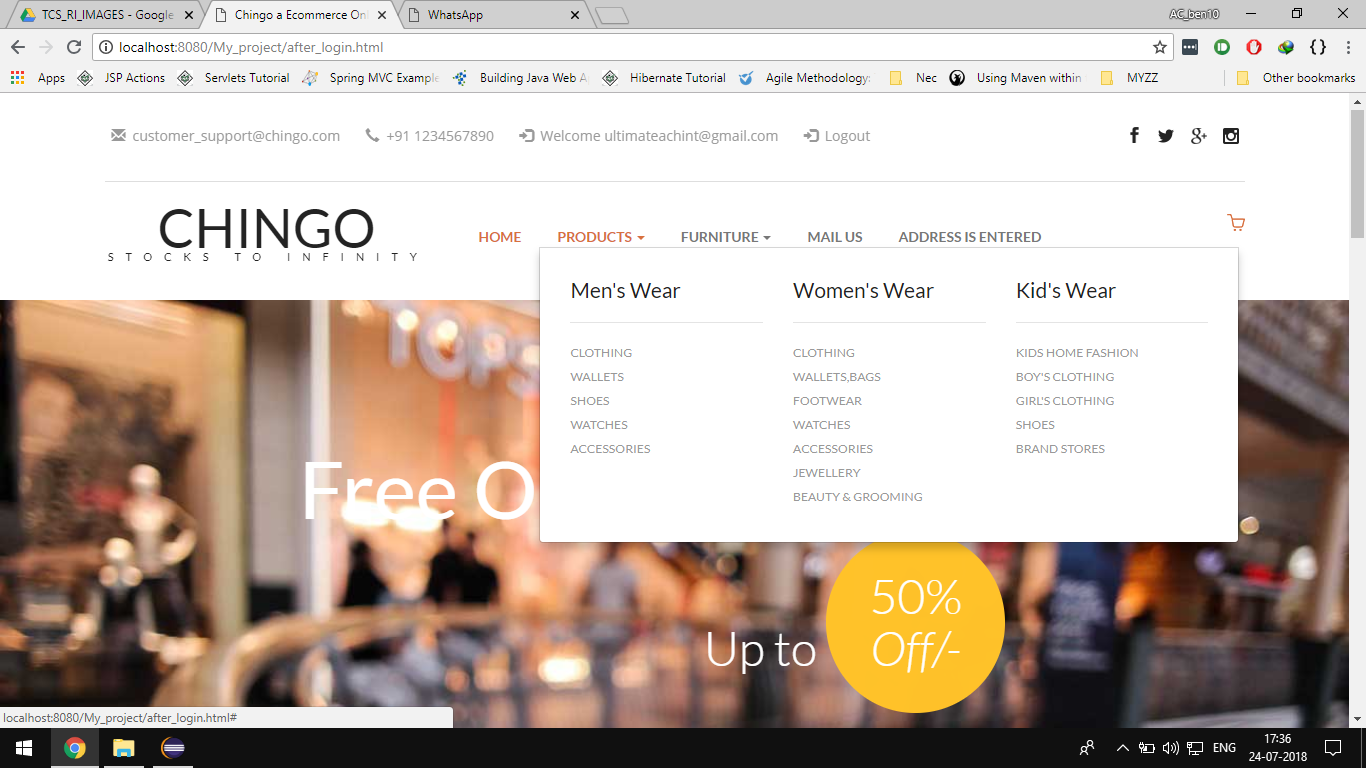 TCS_RI_IMAGES - Google
Chingo a Ecommerce Onl
WhatsApp
AC_ben10
localhost:8080/My_project/after_login.html
Apps
JSP Actions
Servlets Tutorial
Spring MVC Example
Building Java Web A
Hibernate Tutorial
Agile Methodology:
Nec
Using Maven within
MYZZ
Other bookmarks
customer_support@chingo.com
+91 1234567890
Welcome ultimateachint@gmail.com
Logout
CHINGO
STOCKS TO INFINITY
HOME
PRODUCTS
FURNITURE
MAIL US
ADDRESS IS ENTERED
Men's Wear
CLOTHING
WALLETS
SHOES
WATCHES
ACCESSORIES
Women's Wear
CLOTHING
WALLETS,BAGS
FOOTWEAR
WATCHES
ACCESSORIES
JEWELLERY
BEAUTY & GROOMING
Kid's Wear
KIDS HOME FASHION
BOY'S CLOTHING
GIRL'S CLOTHING
SHOES
BRAND STORES
Free O
Up to
50%
Off/-
localhost:8080/My_project/after_login.html#
ENG
17:36
24-07-2018